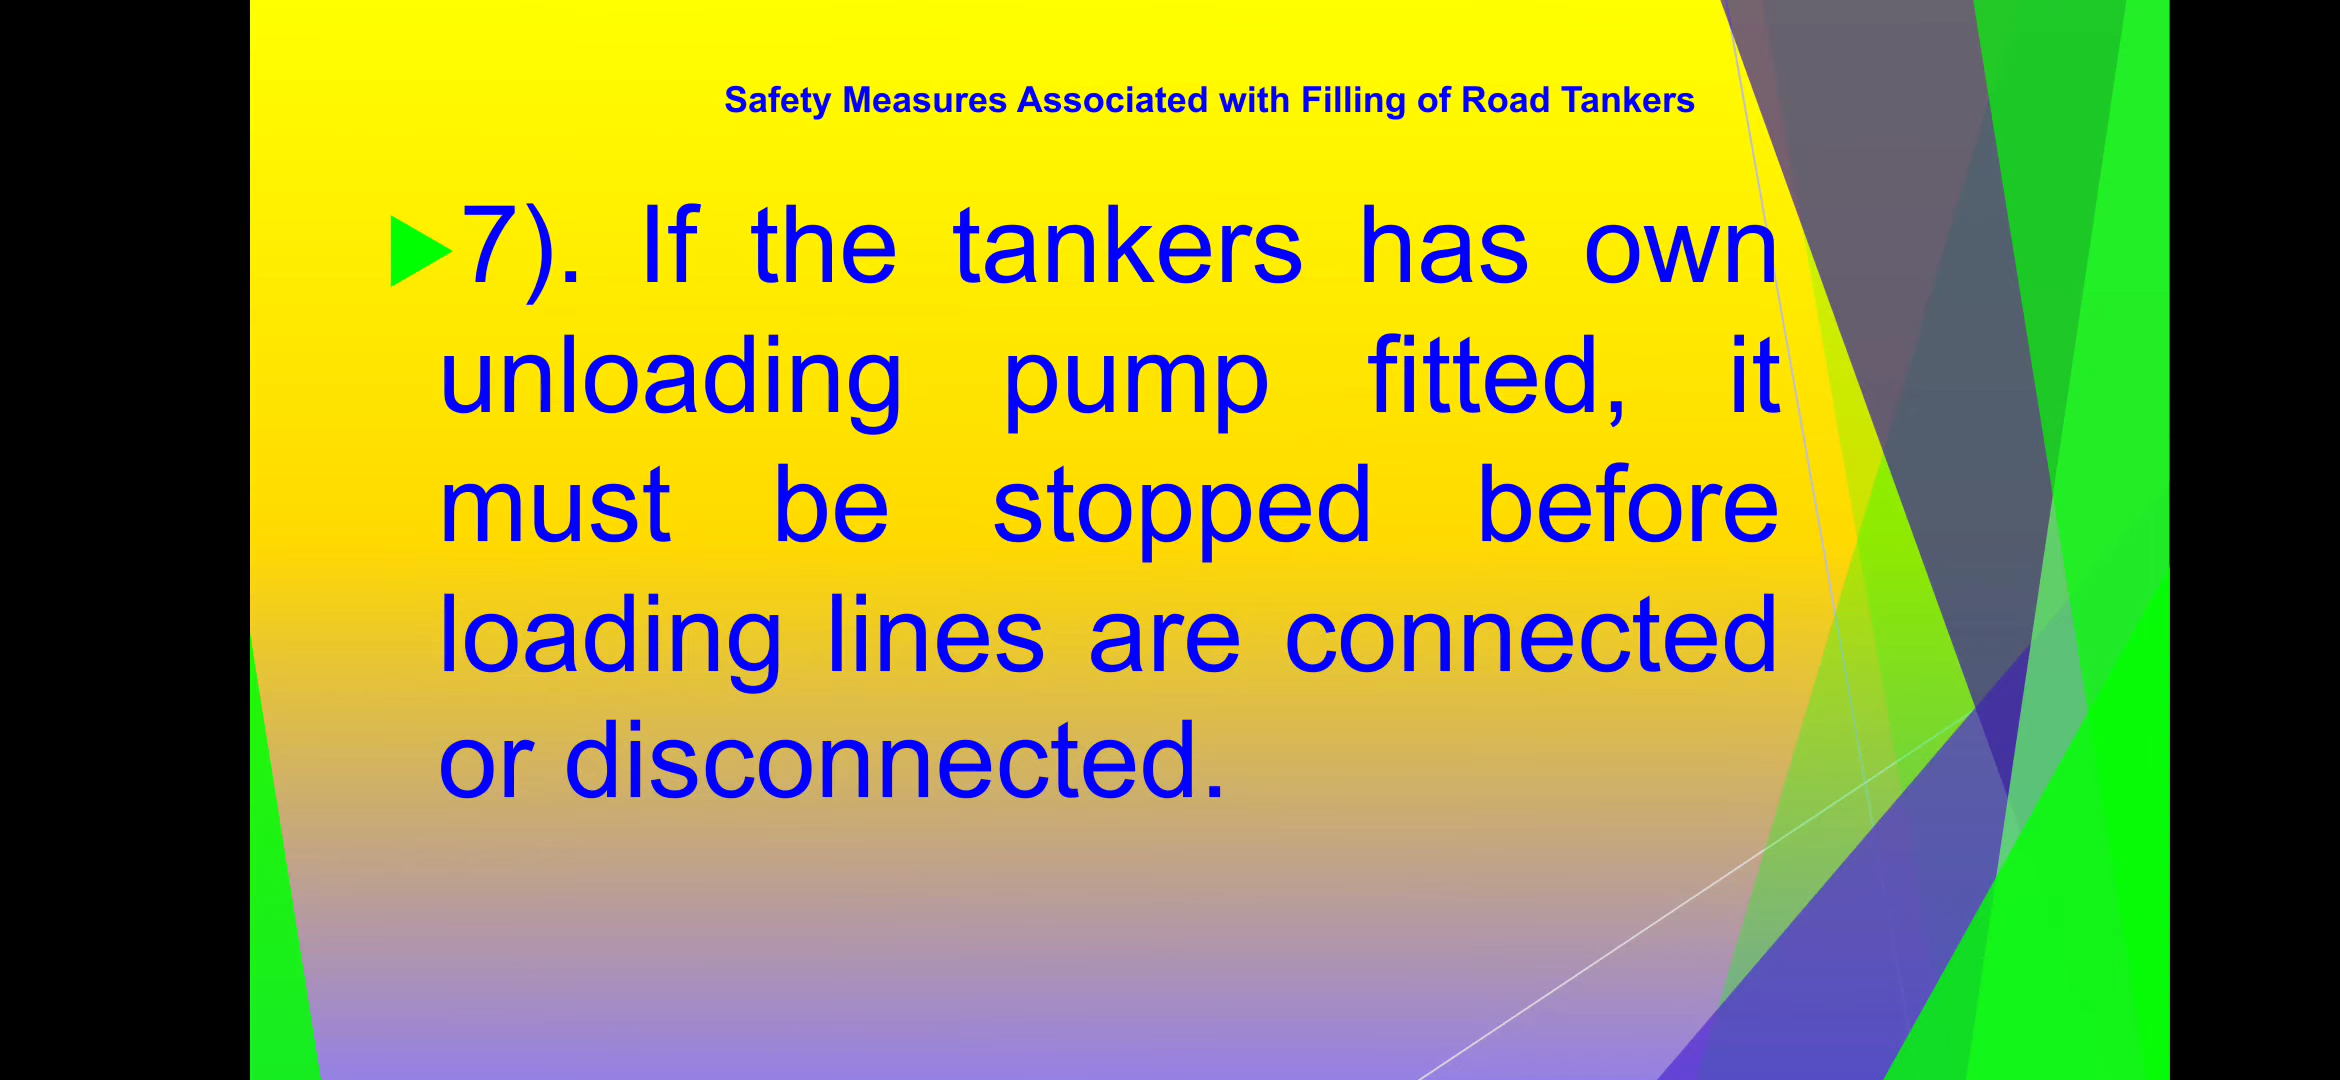 Safety Measures Associated with Filling of Road Tankers
7). If the tankers has own
unloading pump fitted, it
must be stopped before
loading lines are connected
or disconnected.